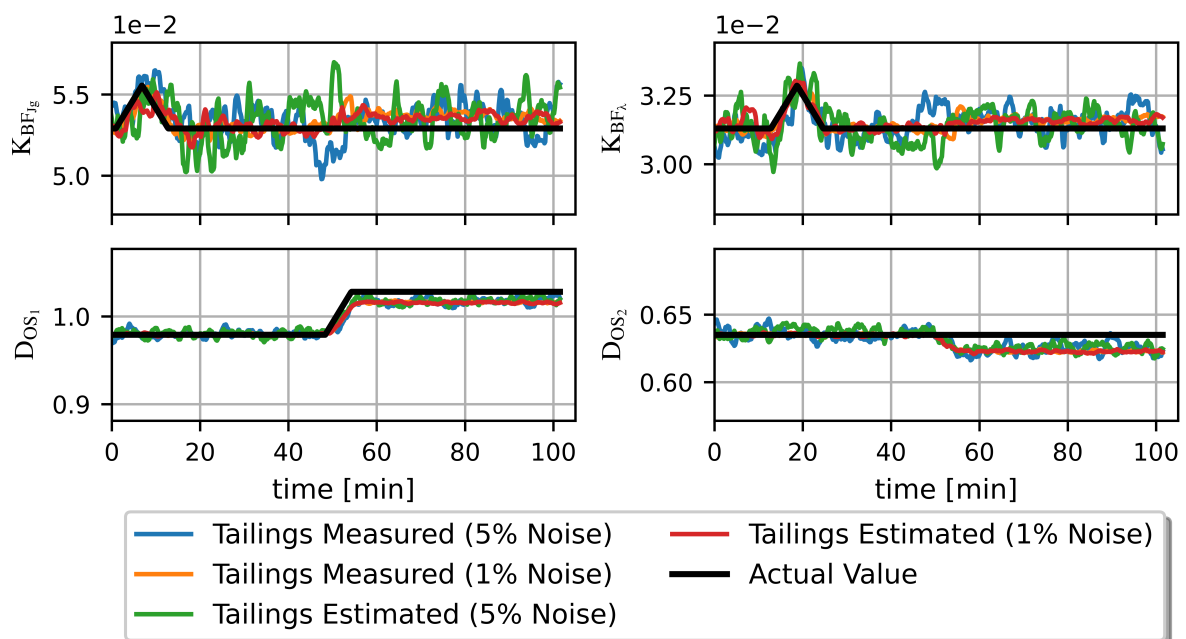 1e−2 1e−2
K_BF_Jg 5.5 5.0
K_BF_λ 3.25 3.00
D_OS_1 1.0 0.9
D_OS_2 0.65 0.60
0 20 40 60 80 100 0 20 40 60 80 100
time [min] time [min]
Tailings Measured (5% Noise) Tailings Estimated (1% Noise)
Tailings Measured (1% Noise) Actual Value
Tailings Estimated (5% Noise)